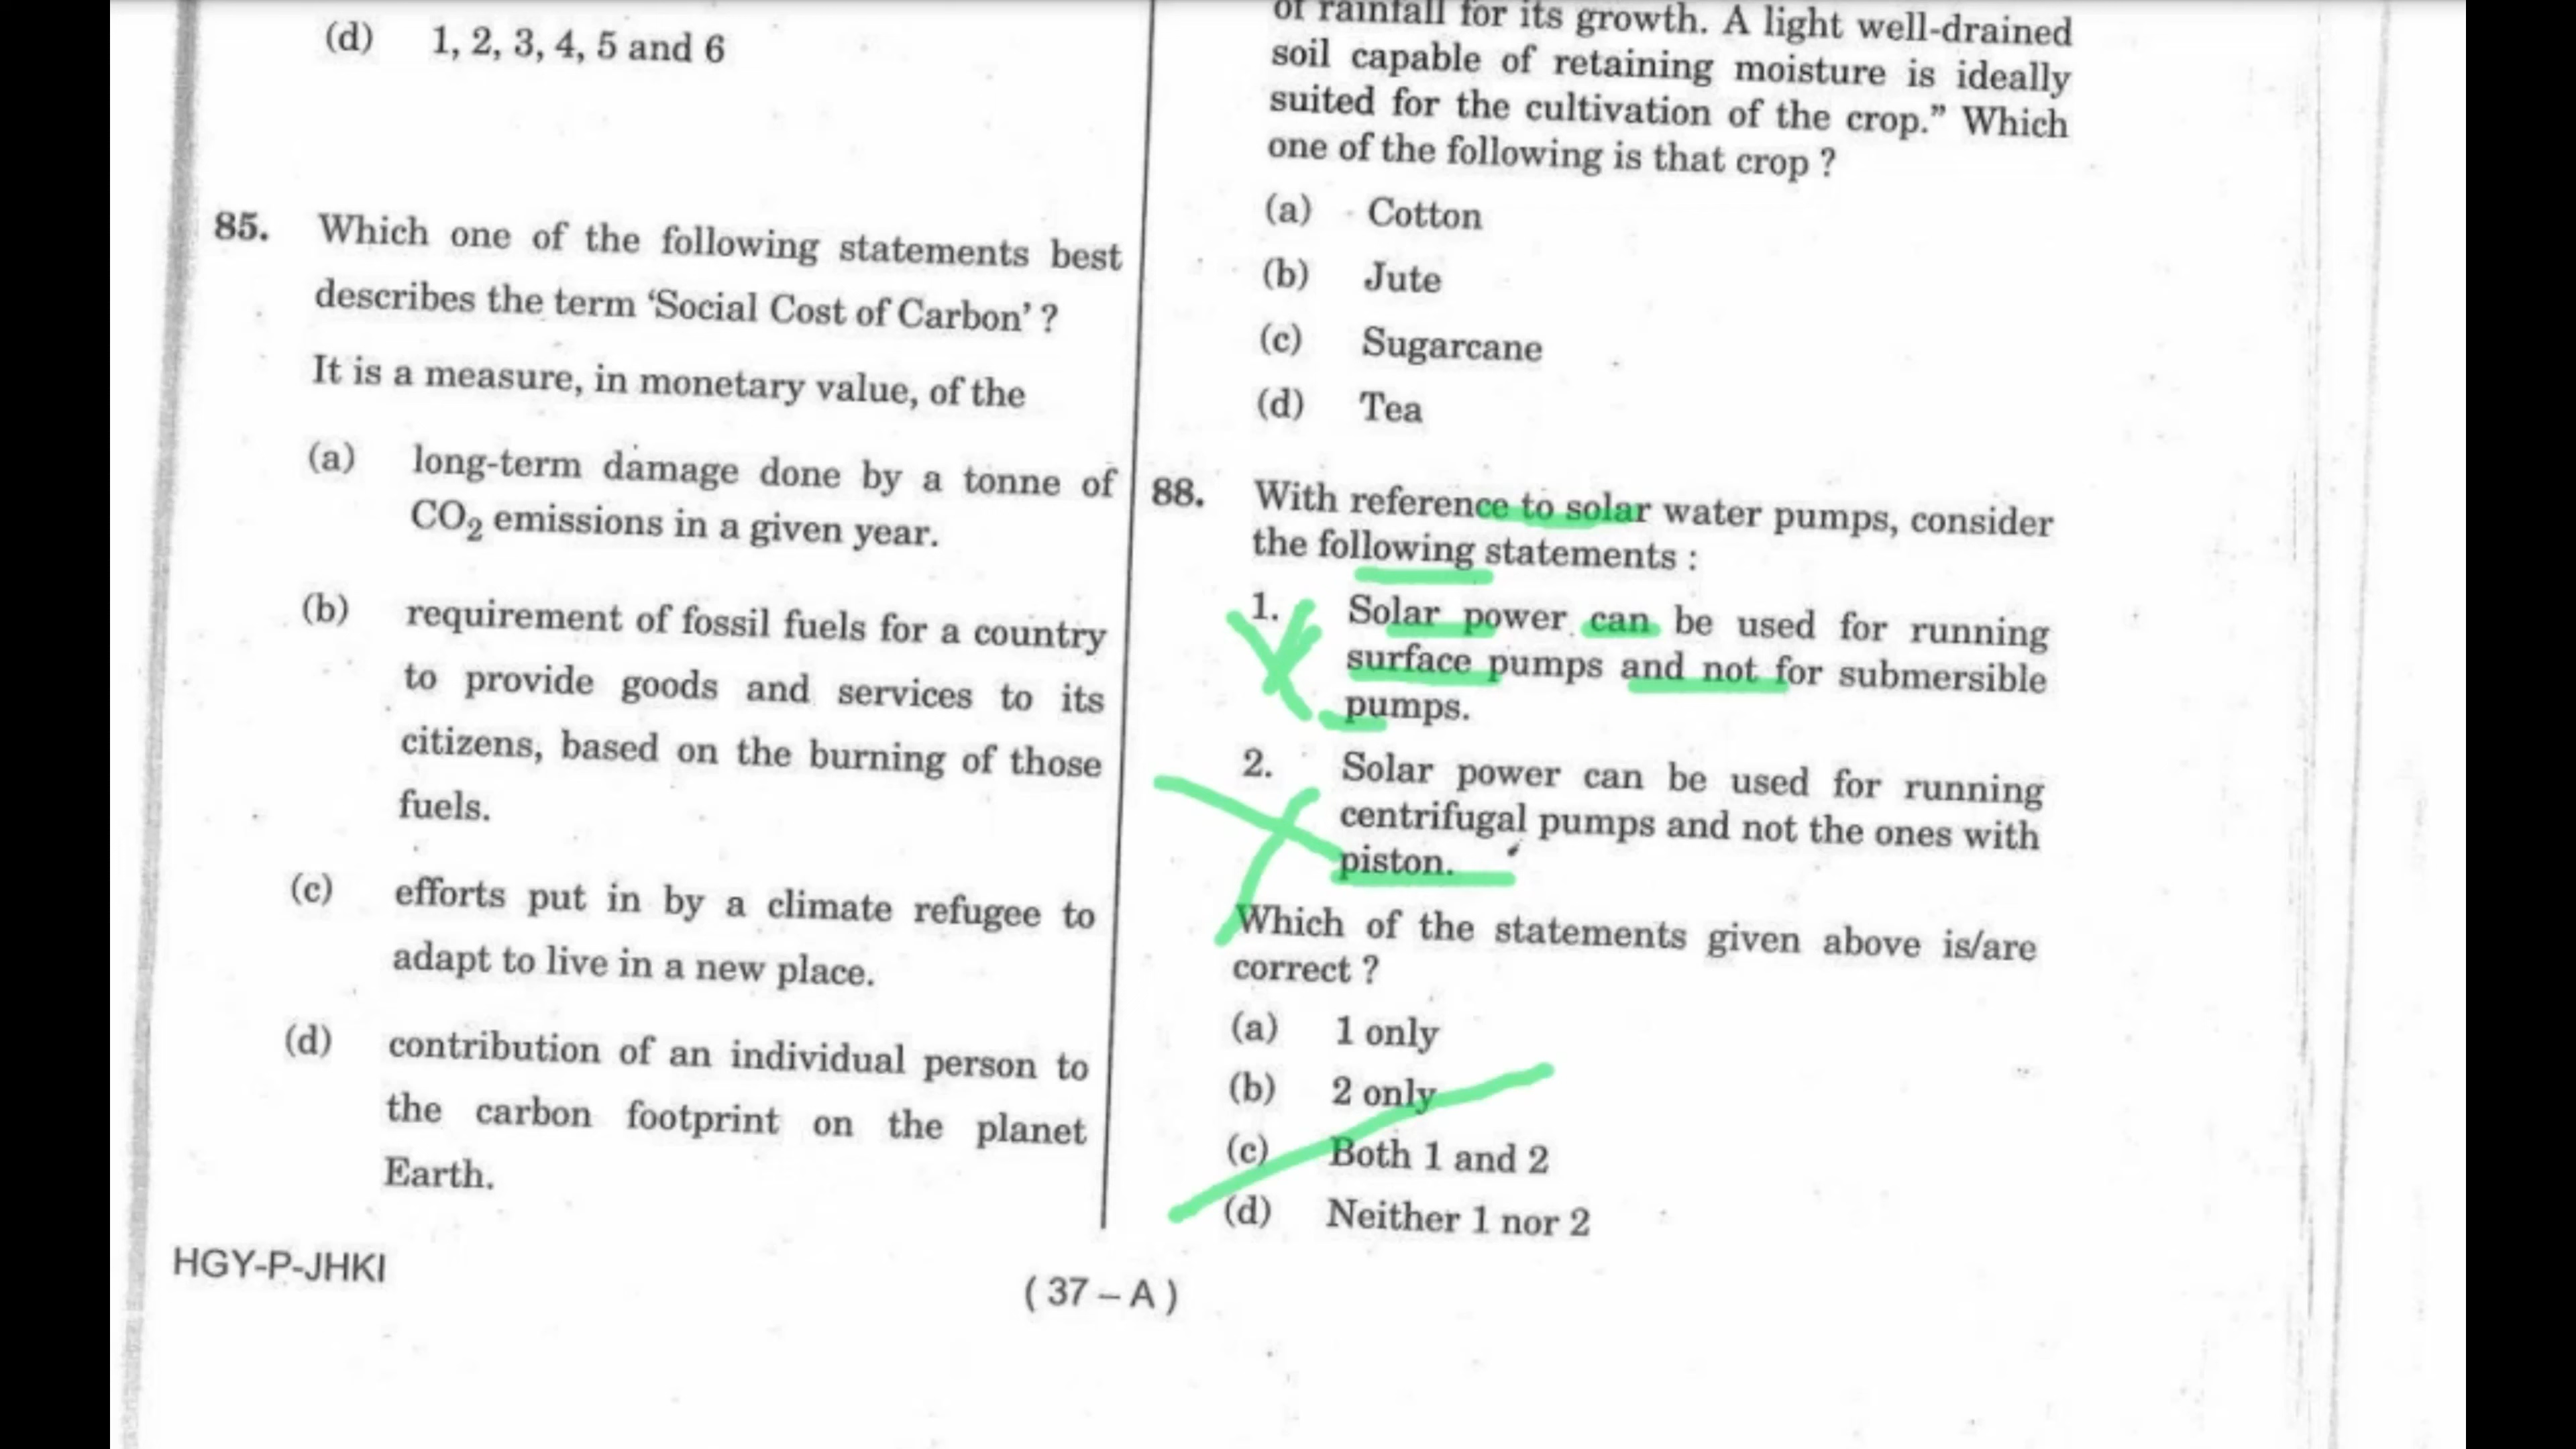 (d) 1, 2, 3, 4, 5 and 6
85. Which one of the following statements best
describes the term ‘Social Cost of Carbon’ ?
It is a measure, in monetary value, of the
(a) long-term damage done by a tonne of
CO₂ emissions in a given year.
(b) requirement of fossil fuels for a country
to provide goods and services to its
citizens, based on the burning of those
fuels.
(c) efforts put in by a climate refugee to
adapt to live in a new place.
(d) contribution of an individual person to
the carbon footprint on the planet
Earth.
of rainfall for its growth. A light well-drained
soil capable of retaining moisture is ideally
suited for the cultivation of the crop.” Which
one of the following is that crop ?
(a) Cotton
(b) Jute
(c) Sugarcane
(d) Tea
88. With reference to solar water pumps, consider
the following statements :
1. Solar power can be used for running
surface pumps and not for submersible
pumps.
2. Solar power can be used for running
centrifugal pumps and not the ones with
piston.
Which of the statements given above is/are
correct ?
(a) 1 only
(b) 2 only
(c) Both 1 and 2
(d) Neither 1 nor 2
HGY-P-JHKI
( 37 – A )